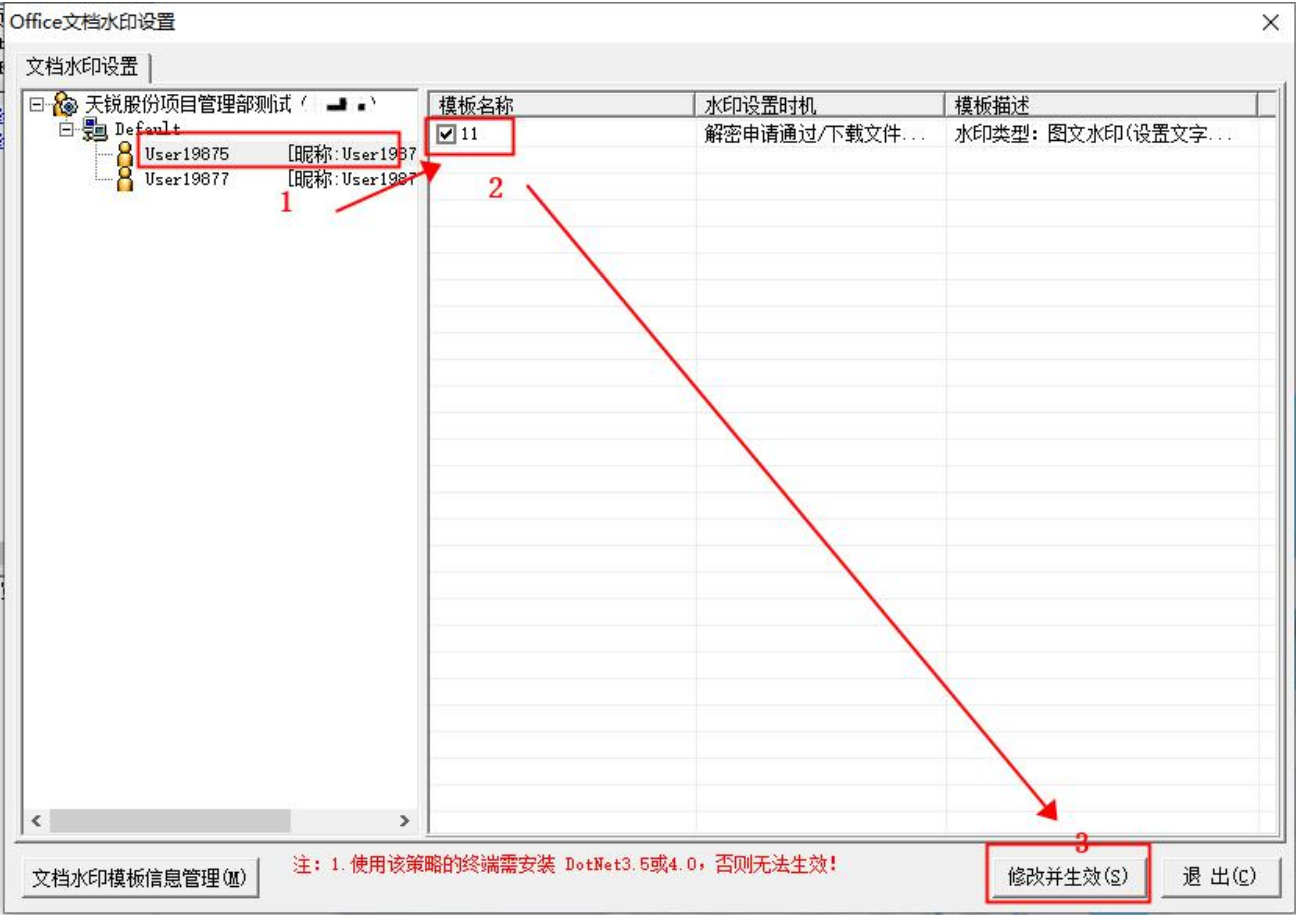 Office文档水印设置
文档水印设置
天锐股份项目管理部测试(
Default
User19875 [昵称:User1987
User19877 [昵称:User1987
1
模板名称 水印设置时机 模板描述
11 解密申请通过/下载文件... 水印类型：图文水印(设置文字...
2
3
文档水印模板信息管理(M)
注：1.使用该策略的终端需安装 DotNet3.5或4.0，否则无法生效!
修改并生效(S)
退 出(C)